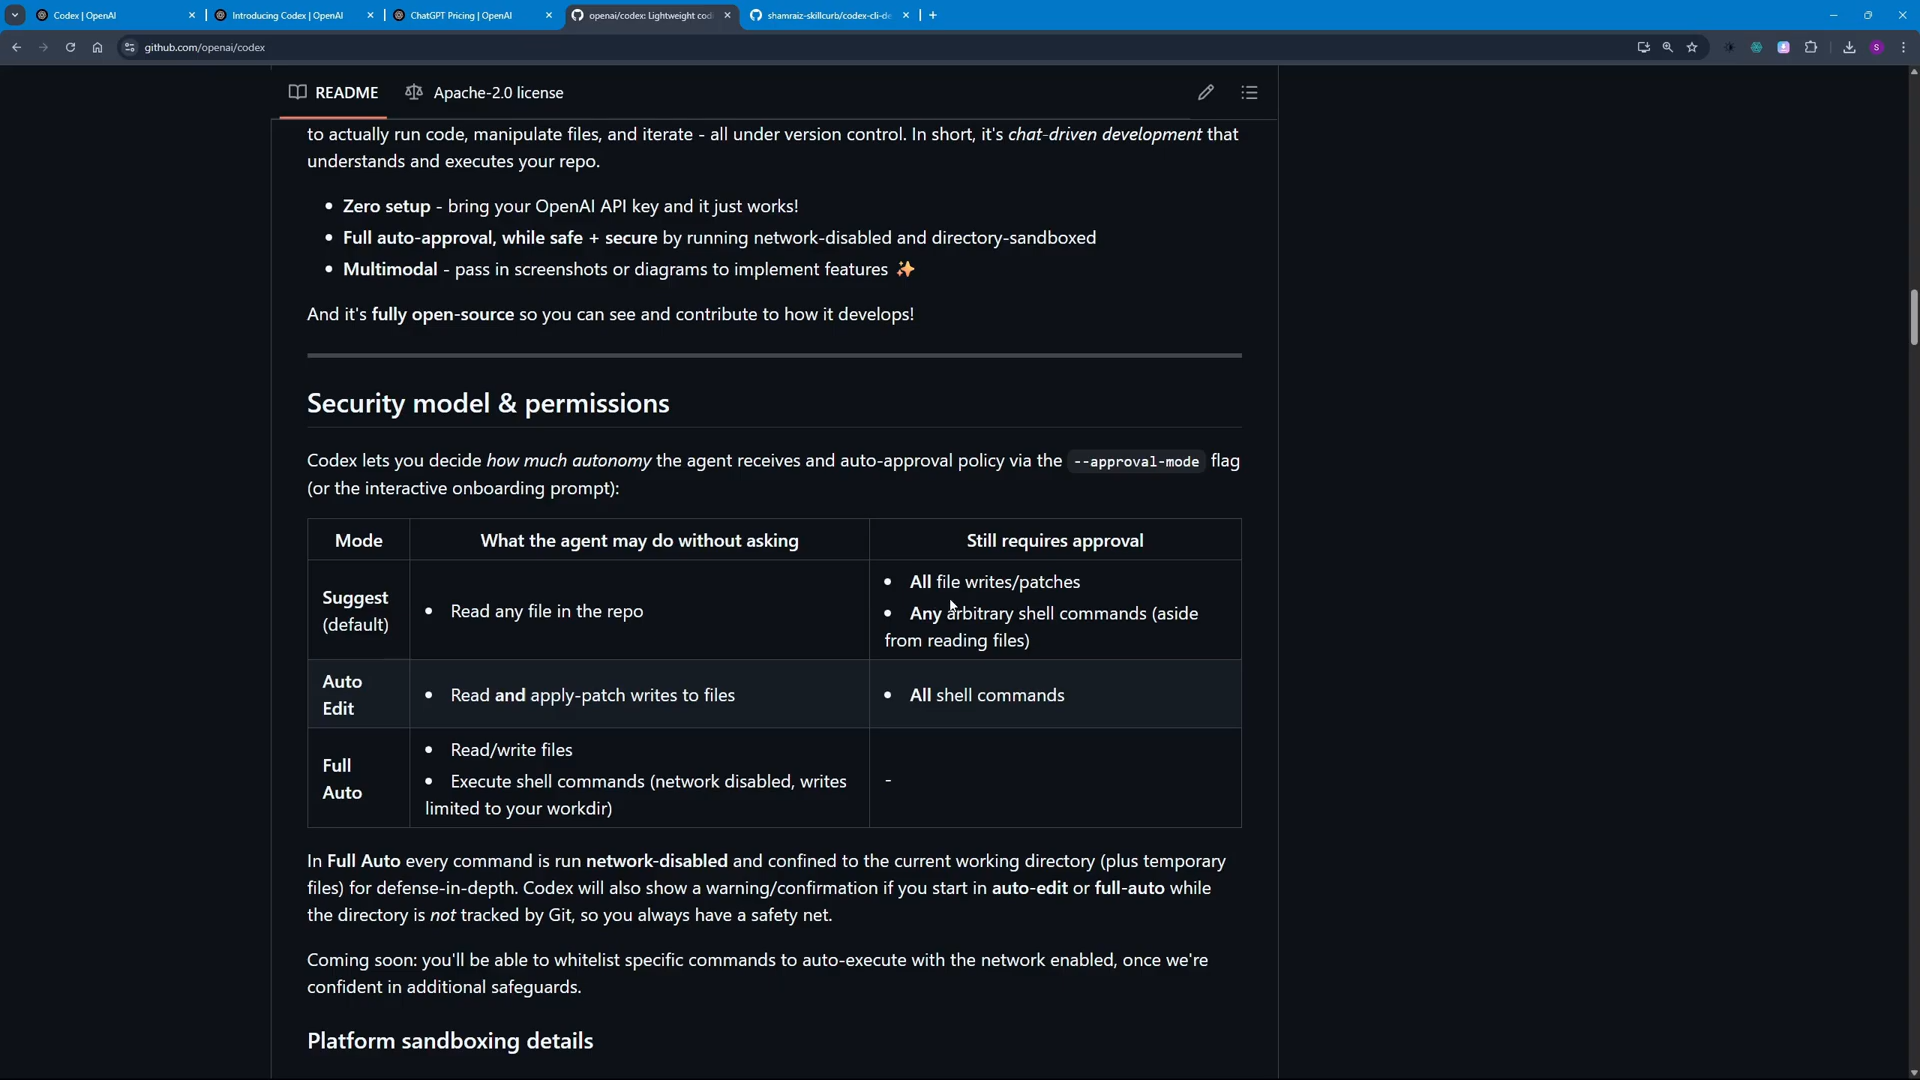 Codex | OpenAI
Introducing Codex | OpenAI
ChatGPT Pricing | OpenAI
openai/codex: Lightweight cod
shamraiz-skillcurb/codex-cli-de
github.com/openai/codex
S
README
Apache-2.0 license
to actually run code, manipulate files, and iterate - all under version control. In short, it's chat-driven development that
understands and executes your repo.
• Zero setup - bring your OpenAI API key and it just works!
• Full auto-approval, while safe + secure by running network-disabled and directory-sandboxed
• Multimodal - pass in screenshots or diagrams to implement features ✨
And it's fully open-source so you can see and contribute to how it develops!
Security model & permissions
Codex lets you decide how much autonomy the agent receives and auto-approval policy via the --approval-mode flag
(or the interactive onboarding prompt):
Mode
What the agent may do without asking
Still requires approval
Suggest
(default)
• Read any file in the repo
• All file writes/patches
• Any arbitrary shell commands (aside
from reading files)
Auto
Edit
• Read and apply-patch writes to files
• All shell commands
Full
Auto
• Read/write files
• Execute shell commands (network disabled, writes
limited to your workdir)
-
In Full Auto every command is run network-disabled and confined to the current working directory (plus temporary
files) for defense-in-depth. Codex will also show a warning/confirmation if you start in auto-edit or full-auto while
the directory is not tracked by Git, so you always have a safety net.
Coming soon: you'll be able to whitelist specific commands to auto-execute with the network enabled, once we're
confident in additional safeguards.
Platform sandboxing details